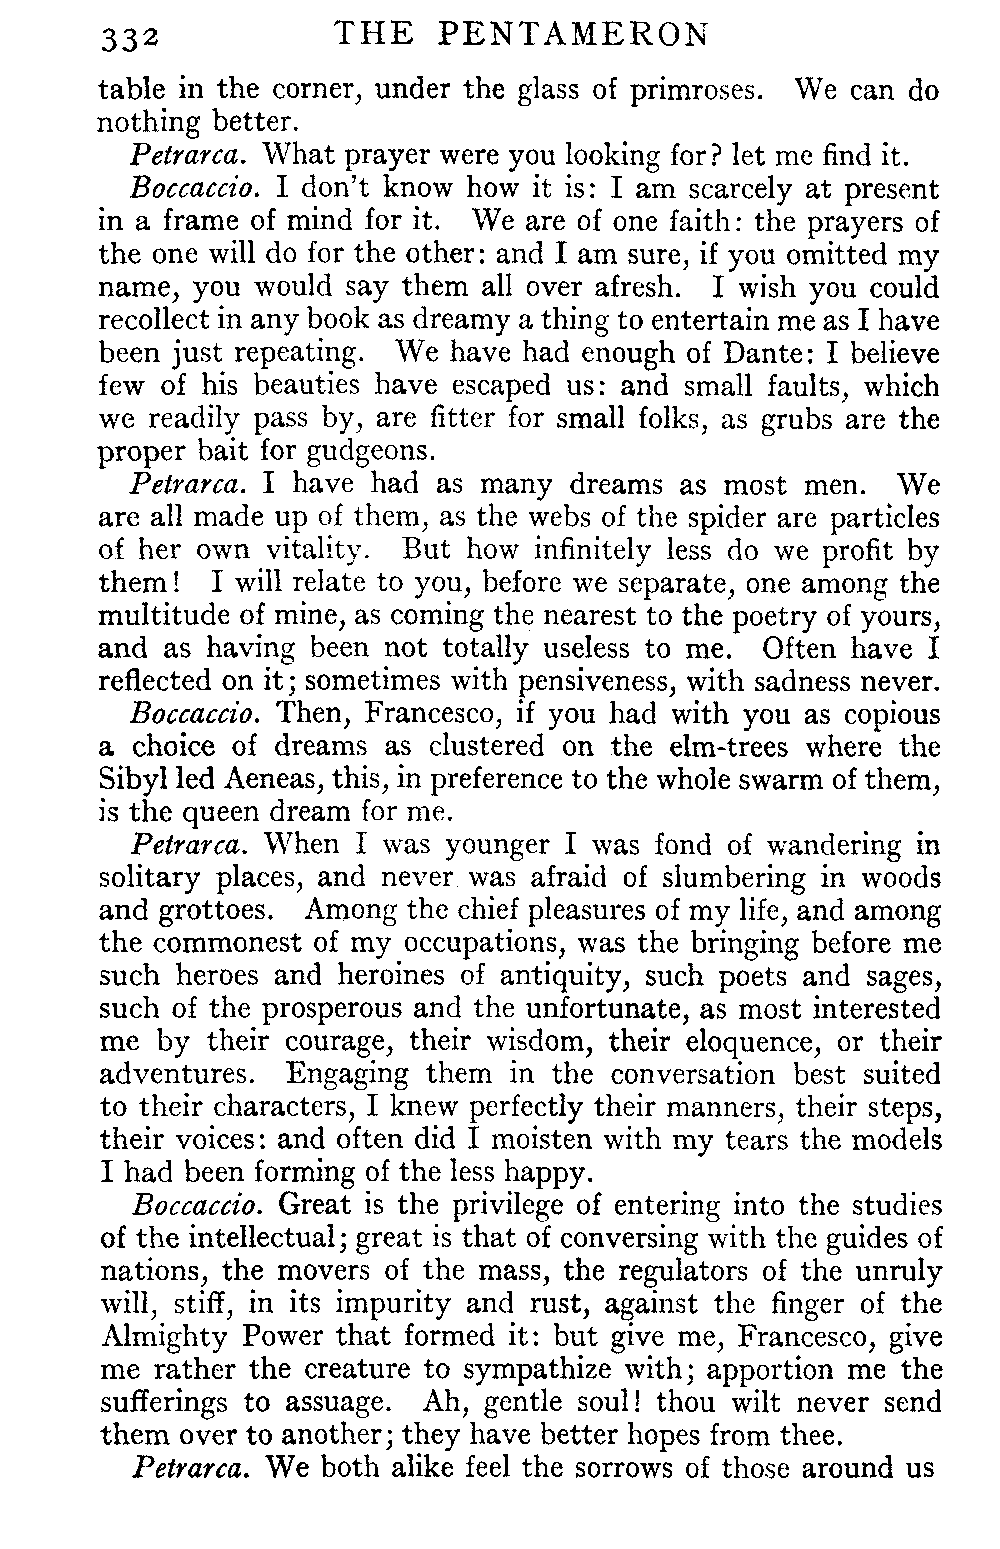 332 THE PENTAMERON
table in the corner, under the glass of primroses. We can do
nothing better.
Petrarca. What prayer were you looking for? let me find it.
Boccaccio. I don't know how it is: I am scarcely at present
in a frame of mind for it. We are of one faith: the prayers of
the one will do for the other: and I am sure, if you omitted my
name, you would say them all over afresh. I wish you could
recollect in any book as dreamy a thing to entertain me as I have
been just repeating. We have had enough of Dante: I believe
few of his beauties have escaped us: and small faults, which
we readily pass by, are fitter for small folks, as grubs are the
proper bait for gudgeons.
Petrarca. I have had as many dreams as most men. We
are all made up of them, as the webs of the spider are particles
of her own vitality. But how infinitely less do we profit by
them! I will relate to you, before we separate, one among the
multitude of mine, as coming the nearest to the poetry of yours,
and as having been not totally useless to me. Often have I
reflected on it; sometimes with pensiveness, with sadness never.
Boccaccio. Then, Francesco, if you had with you as copious
a choice of dreams as clustered on the elm-trees where the
Sibyl led Aeneas, this, in preference to the whole swarm of them,
is the queen dream for me.
Petrarca. When I was younger I was fond of wandering in
solitary places, and never was afraid of slumbering in woods
and grottoes. Among the chief pleasures of my life, and among
the commonest of my occupations, was the bringing before me
such heroes and heroines of antiquity, such poets and sages,
such of the prosperous and the unfortunate, as most interested
me by their courage, their wisdom, their eloquence, or their
adventures. Engaging them in the conversation best suited
to their characters, I knew perfectly their manners, their steps,
their voices: and often did I moisten with my tears the models
I had been forming of the less happy.
Boccaccio. Great is the privilege of entering into the studies
of the intellectual; great is that of conversing with the guides of
nations, the movers of the mass, the regulators of the unruly
will, stiff, in its impurity and rust, against the finger of the
Almighty Power that formed it: but give me, Francesco, give
me rather the creature to sympathize with; apportion me the
sufferings to assuage. Ah, gentle soul! thou wilt never send
them over to another; they have better hopes from thee.
Petrarca. We both alike feel the sorrows of those around us